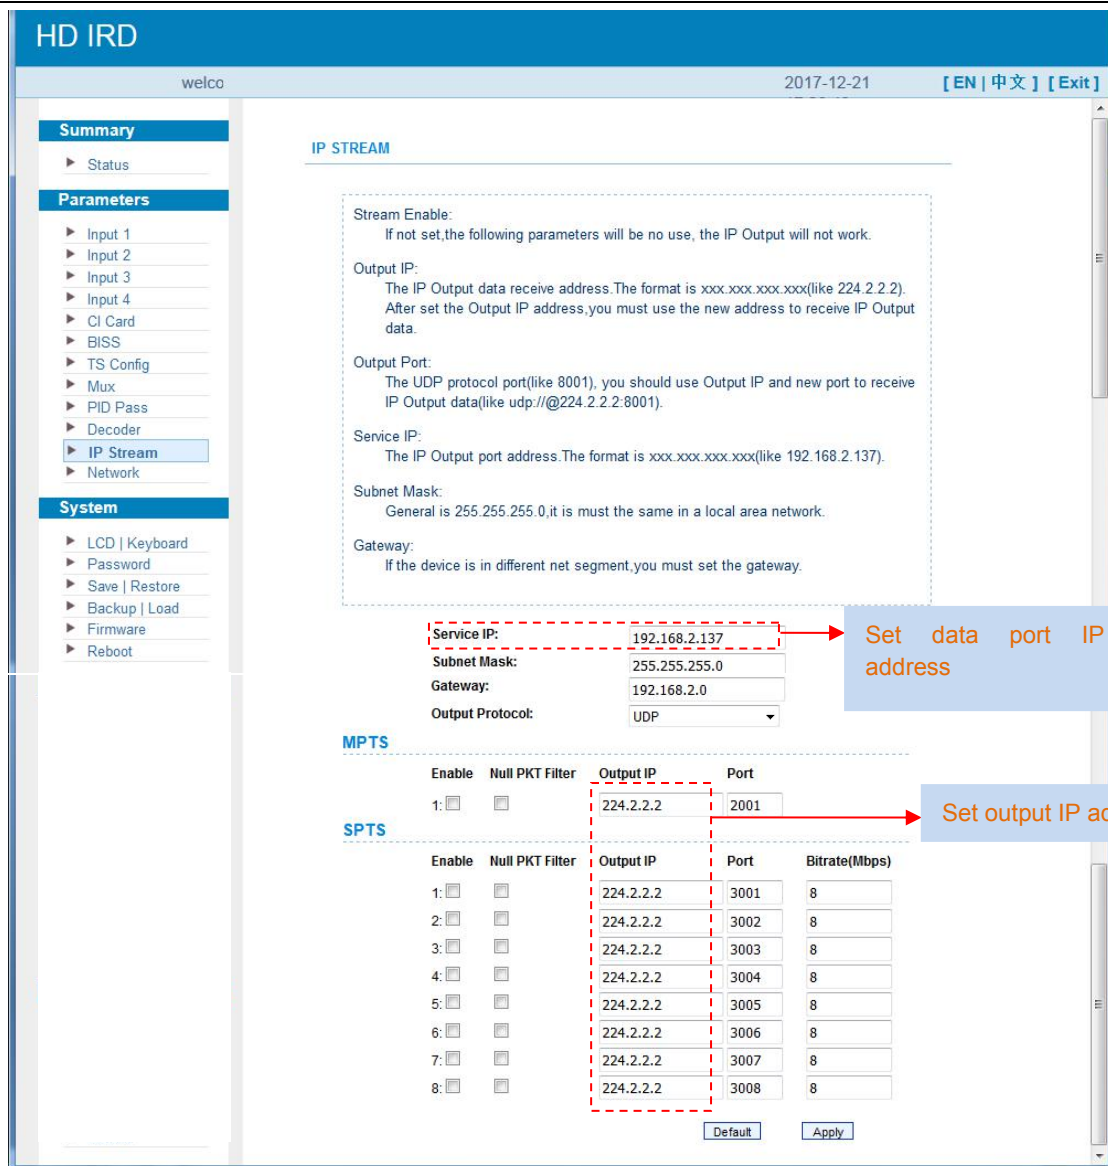 HD IRD
welco
2017-12-21
[ EN | 中文 ] [ Exit ]
Summary
Status
Parameters
Input 1
Input 2
Input 3
Input 4
CI Card
BISS
TS Config
Mux
PID Pass
Decoder
IP Stream
Network
System
LCD | Keyboard
Password
Save | Restore
Backup | Load
Firmware
Reboot
IP STREAM
Stream Enable:
If not set,the following parameters will be no use, the IP Output will not work.
Output IP:
The IP Output data receive address.The format is xxx.xxx.xxx.xxx(like 224.2.2.2).
After set the Output IP address,you must use the new address to receive IP Output
data.
Output Port:
The UDP protocol port(like 8001), you should use Output IP and new port to receive
IP Output data(like udp://@224.2.2.2:8001).
Service IP:
The IP Output port address.The format is xxx.xxx.xxx.xxx(like 192.168.2.137).
Subnet Mask:
General is 255.255.255.0,it is must the same in a local area network.
Gateway:
If the device is in different net segment,you must set the gateway.
Service IP: 192.168.2.137
Subnet Mask: 255.255.255.0
Gateway: 192.168.2.0
Output Protocol: UDP
Set data port IP
address
MPTS
Enable Null PKT Filter Output IP Port
1: 224.2.2.2 2001
Set output IP ad
SPTS
Enable Null PKT Filter Output IP Port Bitrate(Mbps)
1: 224.2.2.2 3001 8
2: 224.2.2.2 3002 8
3: 224.2.2.2 3003 8
4: 224.2.2.2 3004 8
5: 224.2.2.2 3005 8
6: 224.2.2.2 3006 8
7: 224.2.2.2 3007 8
8: 224.2.2.2 3008 8
Default Apply